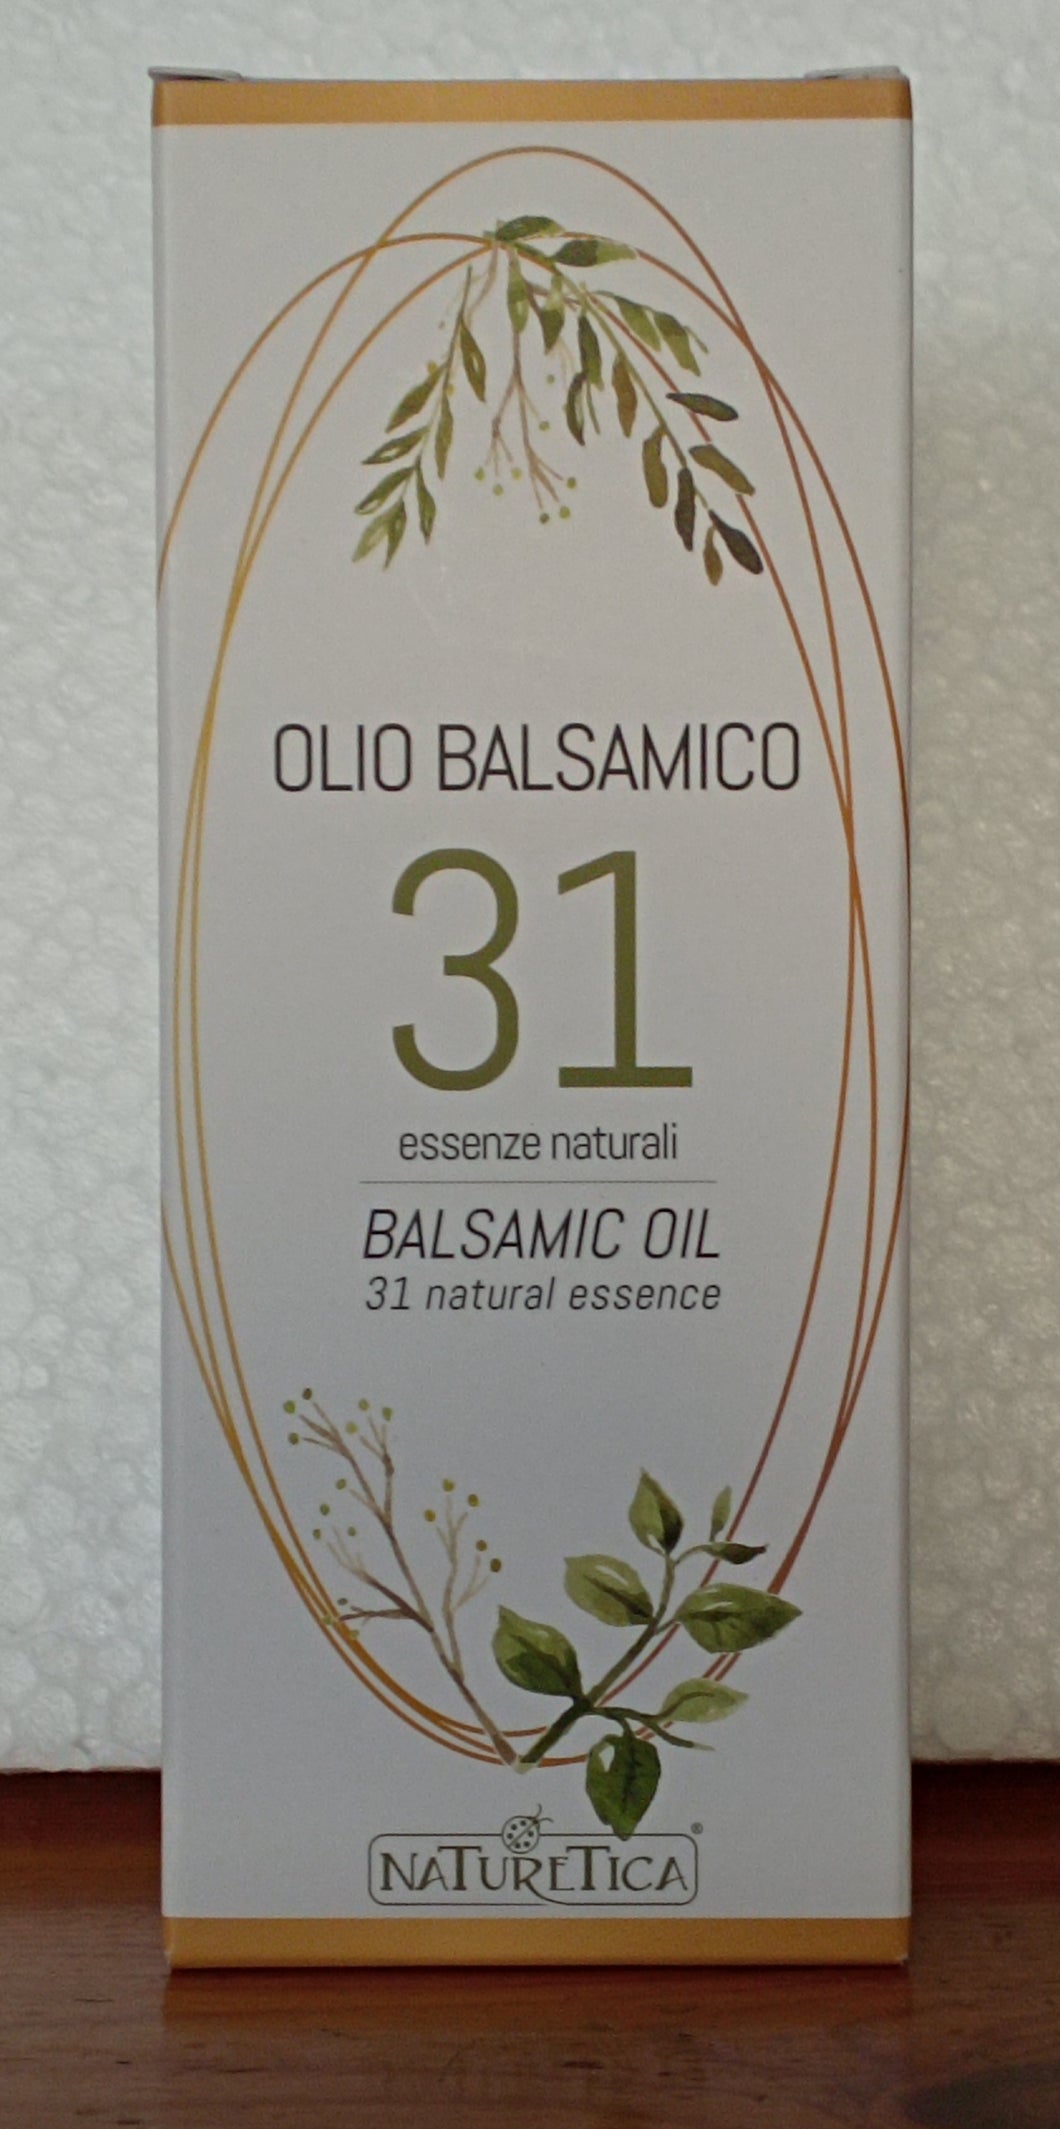 OLIO BALSAMICO
31
essenze naturali
BALSAMIC OIL
31 natural essence
NATURETICA®